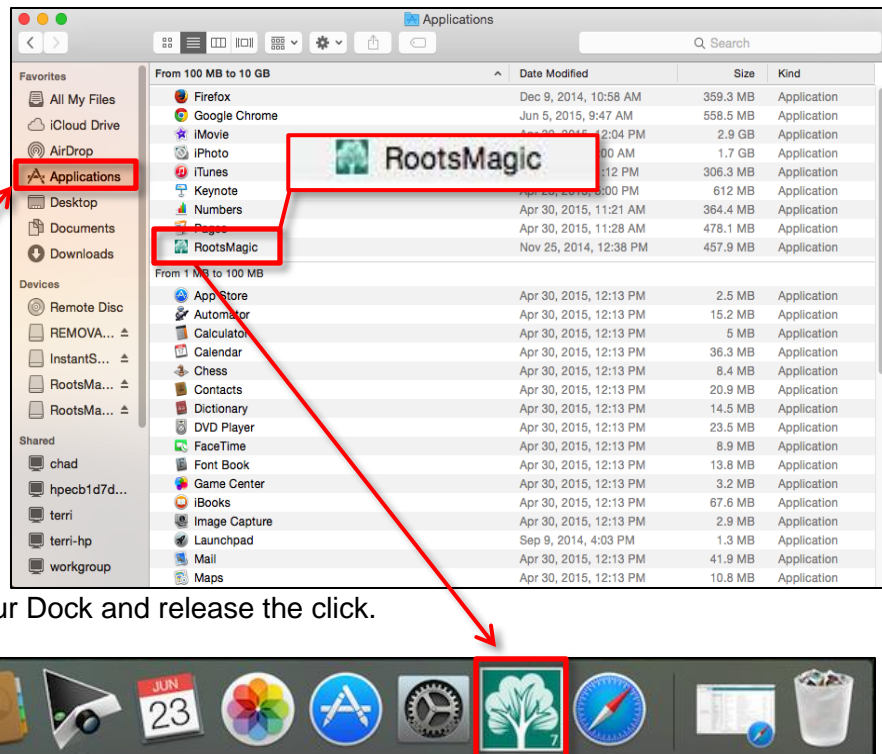 Applications
Search
Favorites
All My Files
iCloud Drive
AirDrop
Applications
Desktop
Documents
Downloads
Devices
Remote Disc
REMOVA...
InstantS...
RootsMa...
RootsMa...
Shared
chad
hpecb1d7d...
terri
terri-hp
workgroup
From 100 MB to 10 GB Date Modified Size Kind
Firefox Dec 9, 2014, 10:58 AM 359.3 MB Application
Google Chrome Jun 5, 2015, 9:47 AM 558.5 MB Application
iMovie 12:04 PM 2.9 GB Application
iPhoto :00 AM 1.7 GB Application
iTunes :12 PM 306.3 MB Application
Keynote :00 PM 612 MB Application
Numbers Apr 30, 2015, 11:21 AM 364.4 MB Application
Pages Apr 30, 2015, 11:28 AM 478.1 MB Application
RootsMagic Nov 25, 2014, 12:38 PM 457.9 MB Application
RootsMagic
From 1 MB to 100 MB
App Store Apr 30, 2015, 12:13 PM 2.5 MB Application
Automator Apr 30, 2015, 12:13 PM 15.2 MB Application
Calculator Apr 30, 2015, 12:13 PM 5 MB Application
Calendar Apr 30, 2015, 12:13 PM 36.3 MB Application
Chess Apr 30, 2015, 12:13 PM 8.4 MB Application
Contacts Apr 30, 2015, 12:13 PM 20.9 MB Application
Dictionary Apr 30, 2015, 12:13 PM 14.5 MB Application
DVD Player Apr 30, 2015, 12:13 PM 23.5 MB Application
FaceTime Apr 30, 2015, 12:13 PM 8.9 MB Application
Font Book Apr 30, 2015, 12:13 PM 13.8 MB Application
Game Center Apr 30, 2015, 12:13 PM 3.2 MB Application
iBooks Apr 30, 2015, 12:13 PM 67.6 MB Application
Image Capture Apr 30, 2015, 12:13 PM 2.9 MB Application
Launchpad Sep 9, 2014, 4:03 PM 1.3 MB Application
Mail Apr 30, 2015, 12:13 PM 41.9 MB Application
Maps Apr 30, 2015, 12:13 PM 10.8 MB Application
ur Dock and release the click.
JUN
23
7